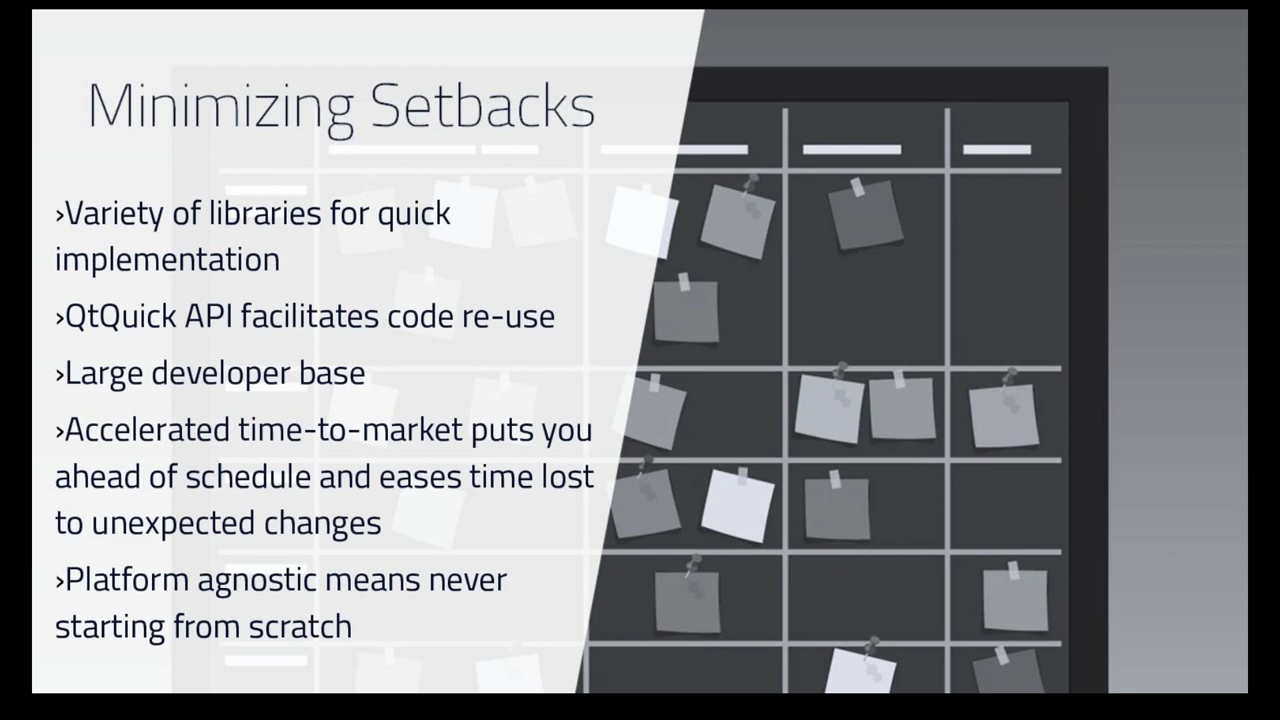 Minimizing Setbacks
›Variety of libraries for quick
implementation
›QtQuick API facilitates code re-use
›Large developer base
›Accelerated time-to-market puts you
ahead of schedule and eases time lost
to unexpected changes
›Platform agnostic means never
starting from scratch